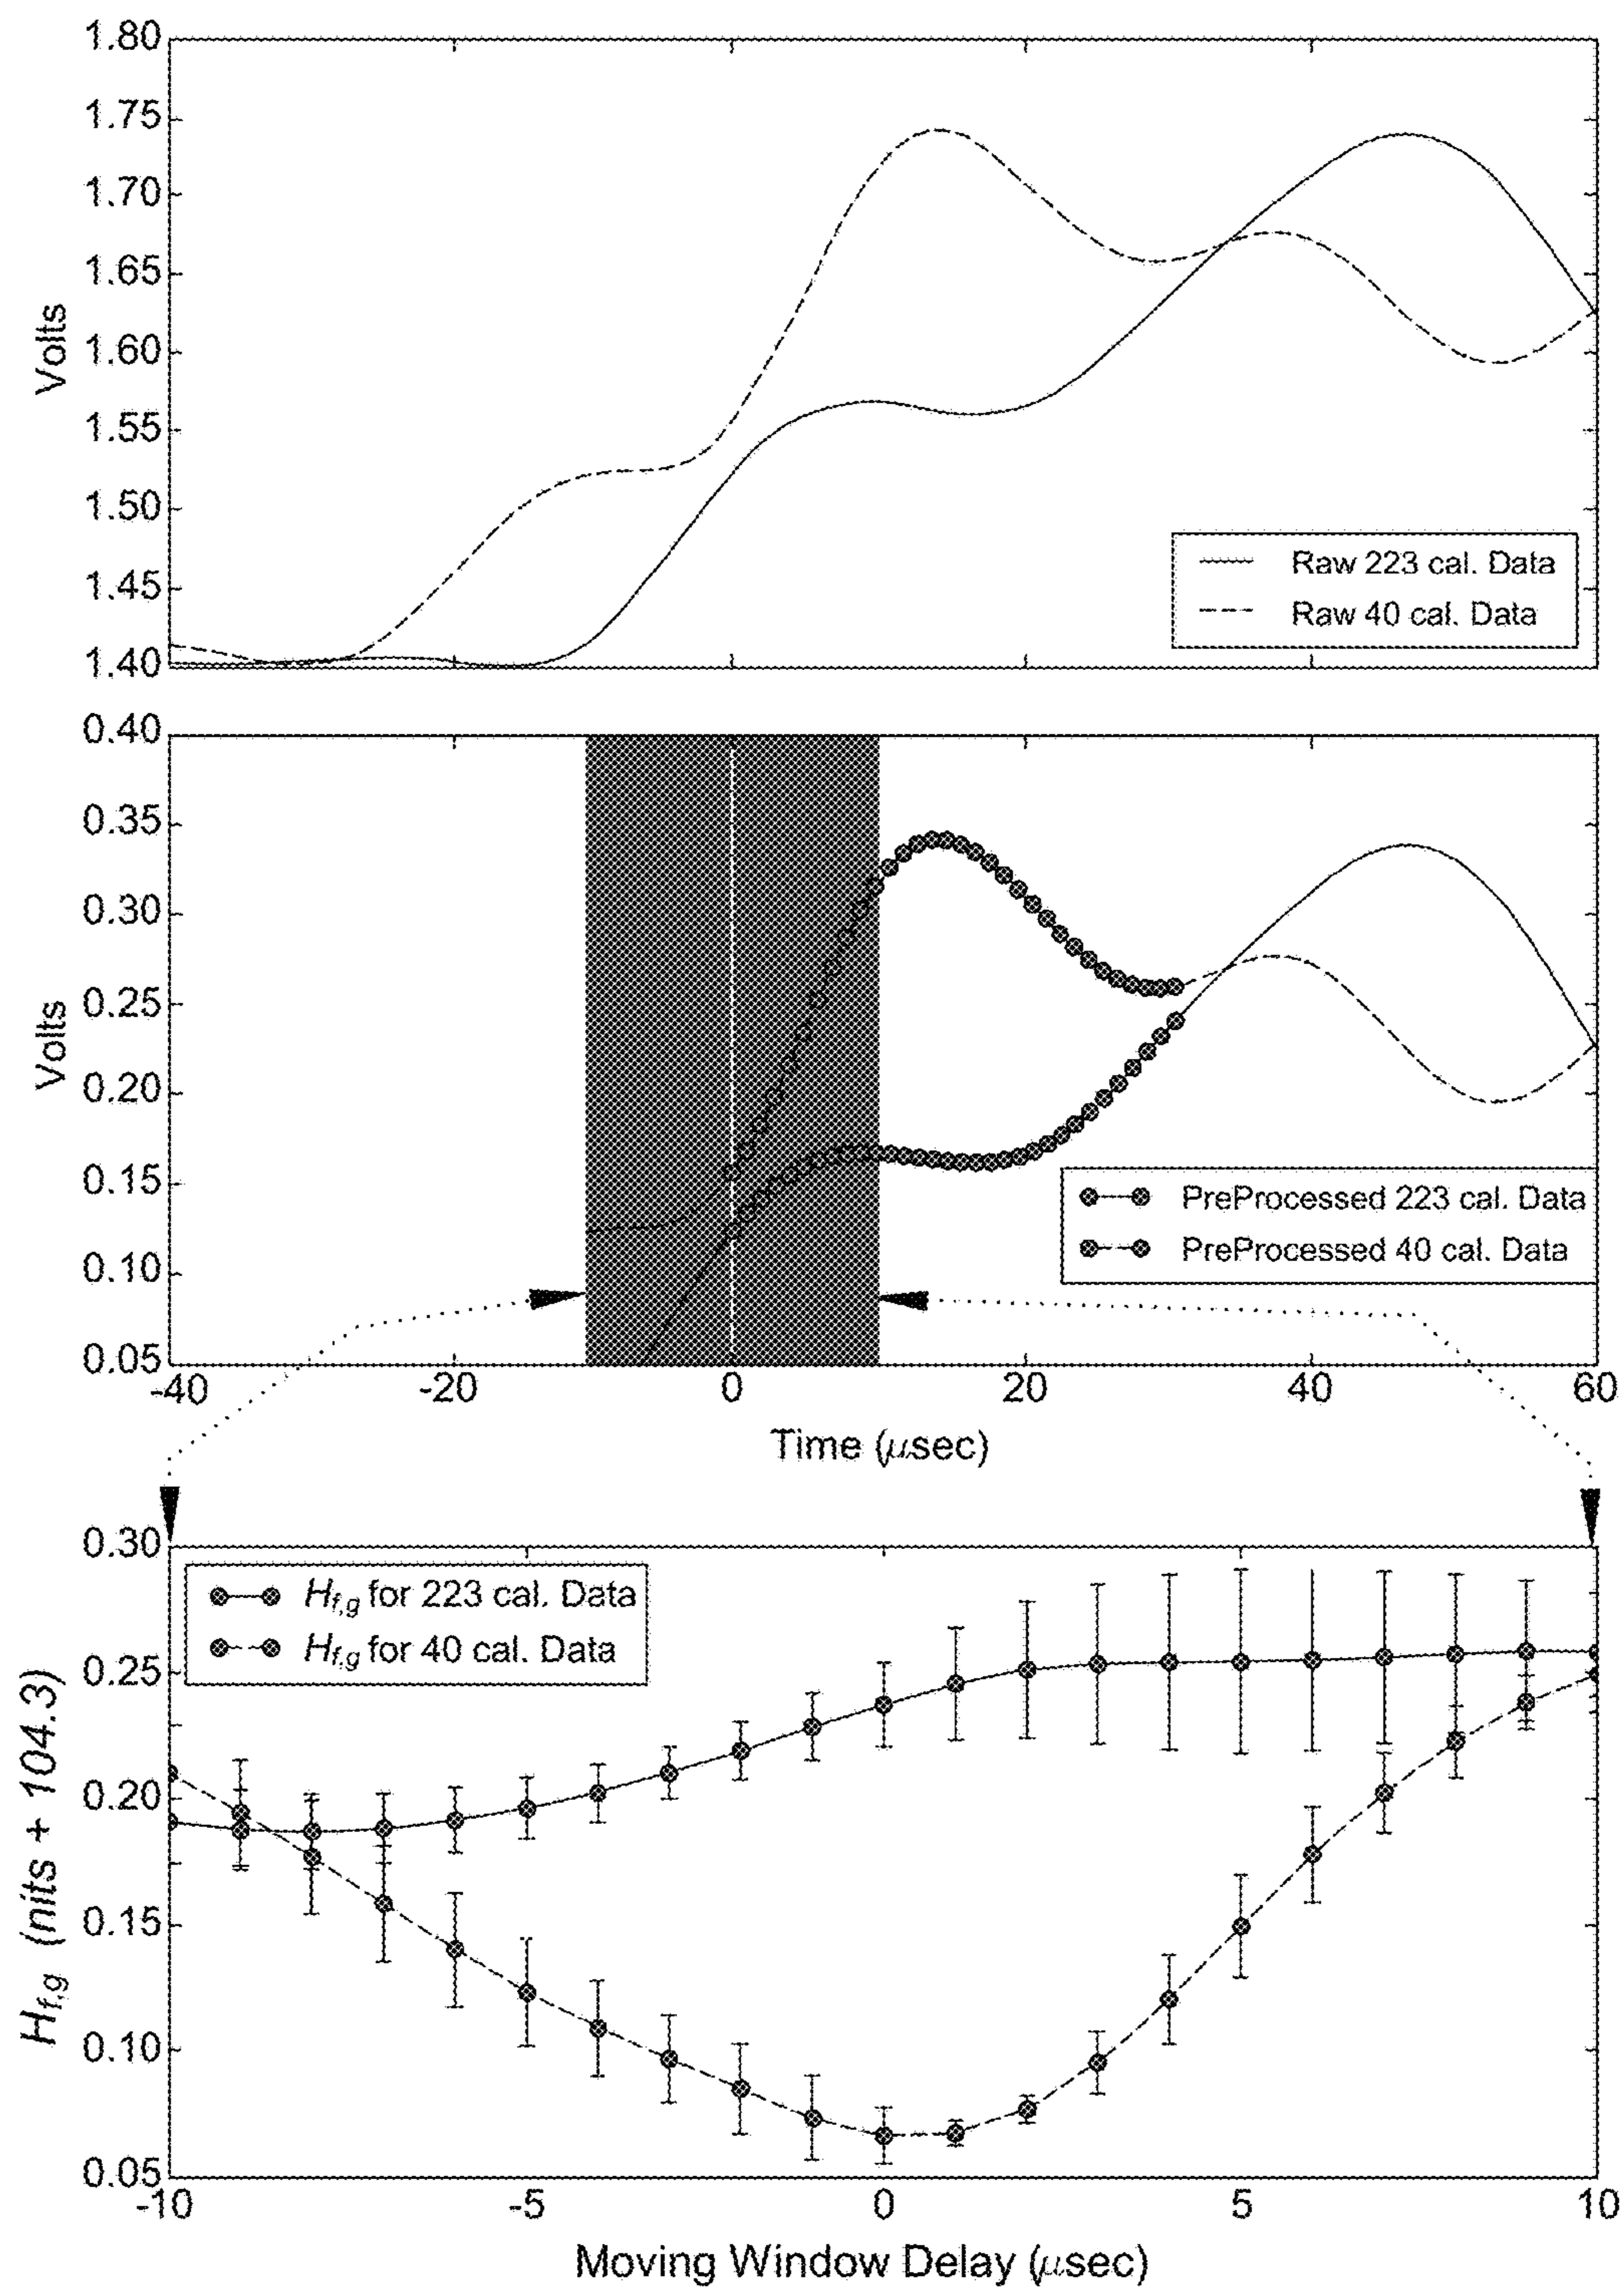 1.80
1.75
1.70
1.65
1.60
1.55
1.50
1.45
1.40
Volts
Raw 223 cal. Data
Raw 40 cal. Data
0.40
0.35
0.30
0.25
0.20
0.15
0.10
0.05
Volts
PreProcessed 223 cal. Data
PreProcessed 40 cal. Data
-40 -20 0 20 40 60
Time (μsec)
0.30
0.25
0.20
0.15
0.10
0.05
Hf,g (nits + 104.3)
Hf,g for 223 cal. Data
Hf,g for 40 cal. Data
-10 -5 0 5 10
Moving Window Delay (μsec)